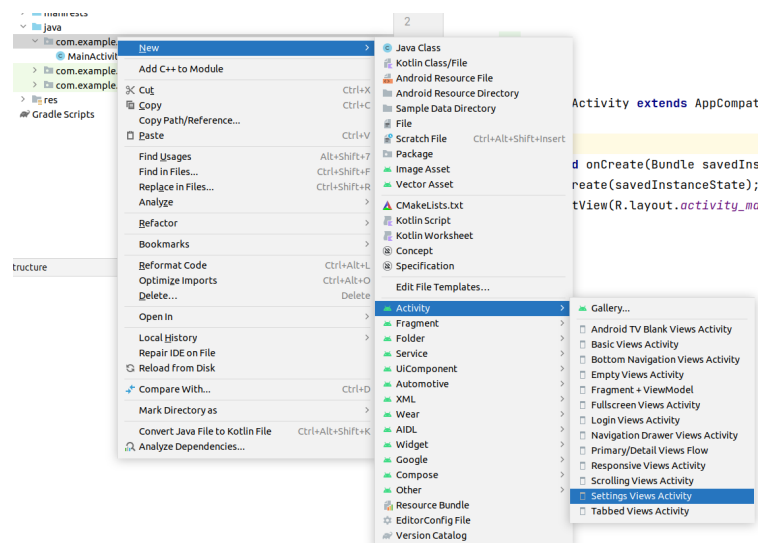 manifests
2
java
com.example.
MainActivit
com.example.
com.example.
res
Gradle Scripts
tructure
New
Add C++ to Module
Cut Ctrl+X
Copy Ctrl+C
Copy Path/Reference...
Paste Ctrl+V
Find Usages Alt+Shift+7
Find in Files... Ctrl+Shift+F
Replace in Files... Ctrl+Shift+R
Analyze
Refactor
Bookmarks
Reformat Code Ctrl+Alt+L
Optimize Imports Ctrl+Alt+O
Delete... Delete
Open In
Local History
Repair IDE on File
Reload from Disk
Compare With... Ctrl+D
Mark Directory as
Convert Java File to Kotlin File Ctrl+Alt+Shift+K
Analyze Dependencies...
Java Class
Kotlin Class/File
Android Resource File
Android Resource Directory
Sample Data Directory
File
Scratch File Ctrl+Alt+Shift+Insert
Package
Image Asset
Vector Asset
CMakeLists.txt
Kotlin Script
Kotlin Worksheet
Concept
Specification
Edit File Templates...
Activity
Fragment
Folder
Service
UiComponent
Automotive
XML
Wear
AIDL
Widget
Google
Compose
Other
Resource Bundle
EditorConfig File
Version Catalog
Activity extends AppCompat
d onCreate(Bundle savedIns
reate(savedInstanceState);
tView(R.layout.activity_ma
Gallery...
Android TV Blank Views Activity
Basic Views Activity
Bottom Navigation Views Activity
Empty Views Activity
Fragment + ViewModel
Fullscreen Views Activity
Login Views Activity
Navigation Drawer Views Activity
Primary/Detail Views Flow
Responsive Views Activity
Scrolling Views Activity
Settings Views Activity
Tabbed Views Activity